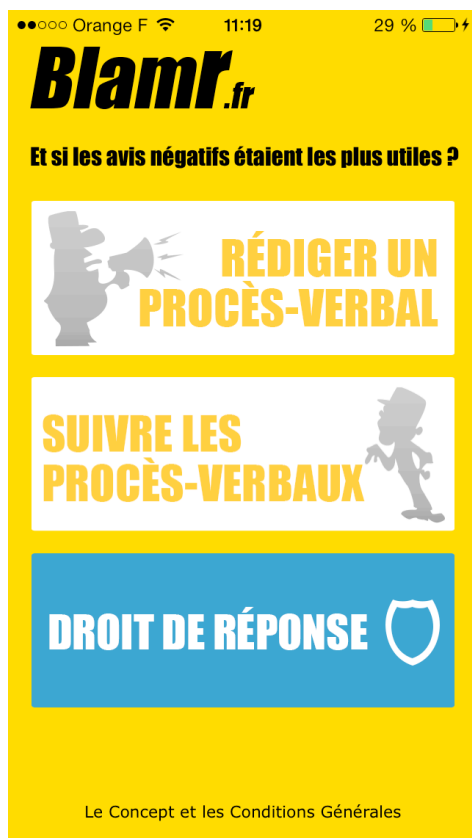 Orange F 11:19 29 %
Blamr.fr
Et si les avis négatifs étaient les plus utiles ?
RÉDIGER UN
PROCÈS-VERBAL
SUIVRE LES
PROCÈS-VERBAUX
DROIT DE RÉPONSE
Le Concept et les Conditions Générales